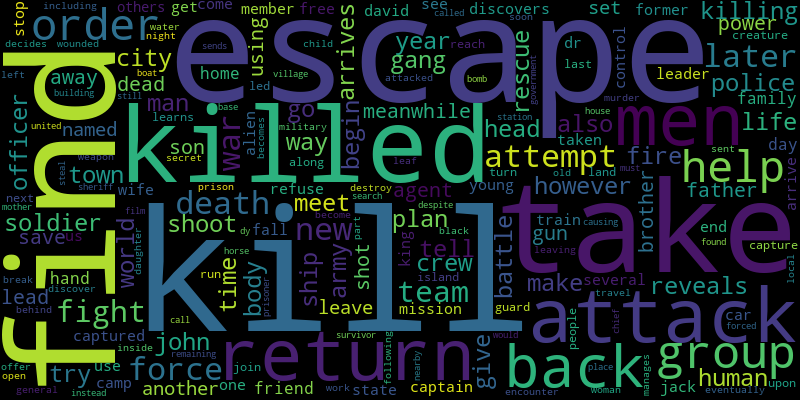 including
others
stop
order
get
come
escape
david
see
set
former
member
free
year
discovers
killing
water
night
using
arrives
dr
power
decides
wounded
gang
last
creature
city
rescue
control
later
left
away
home
sends
child
reach
leader
building
dead
boat
called
soon
police
still
village
attacked
bomb
government
murder
family
find
officer
man
led
go
begin
meanwhile
head
also
men
life
named
learns
base
becomes
alien
military
station
house
taken
killed
war
way
attempt
fire
day
united
son
along
leaf
sent
town
secret
turn
old
land
help
next
weapon
steal
sheriff
wife
prison
refuse
destroy
agent
young
however
brother
father
must
arrive
mother
death
meet
search
plan
train
end
found
capture
soldier
film
become
despite
take
save
us
shoot
dy
fall
new
part
black
tell
gun
causing
world
daughter
horse
king
battle
leaving
local
break
hand
run
time
body
ship
army
shot
crew
island
make
several
reveals
discover
kill
prisoner
team
travel
lead
behind
fight
leave
mission
guard
attack
car
forced
captured
call
people
chief
inside
john
survivor
would
offer
try
use
force
remaining
return
following
nearby
give
place
manages
back
group
open
camp
join
encounter
woman
human
upon
general
instead
another
one
friend
work
state
captain
jack
eventually